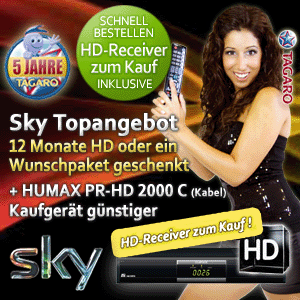 5 JAHRE
TAGARO
SCHNELL
BESTELLEN
HD-Receiver
zum Kauf
INKLUSIVE
TAGARO
Sky Topangebot
12 Monate HD oder ein
Wunschpaket geschenkt
+ HUMAX PR-HD 2000 C (Kabel)
Kaufgerät günstiger
HD-Receiver zum Kauf !
sky
HD
0026